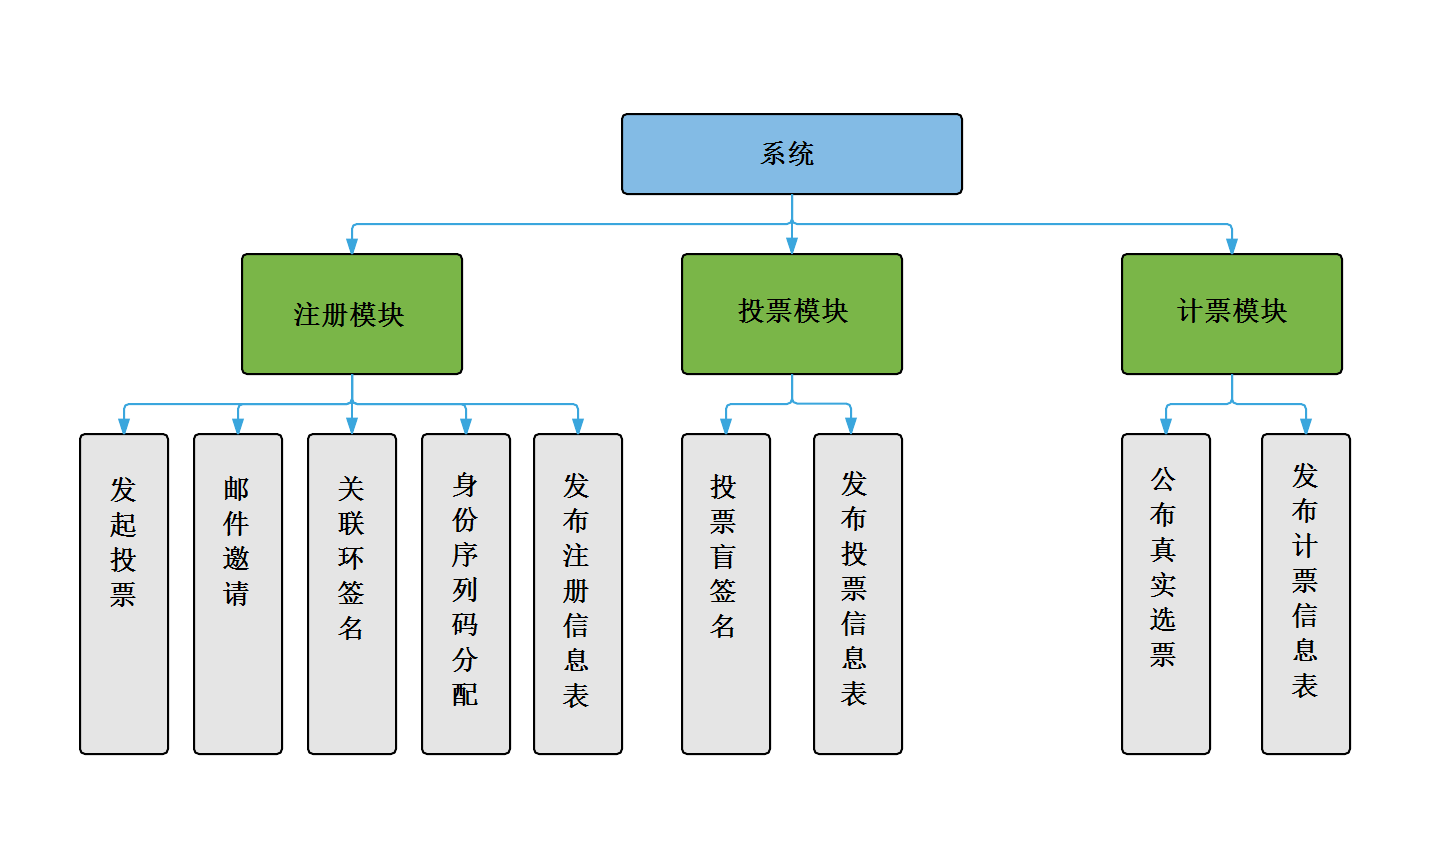 系统
注册模块
投票模块
计票模块
发起投票
邮件邀请
关联环签名
身份序列码分配
发布注册信息表
投票盲签名
发布投票信息表
公布真实选票
发布计票信息表